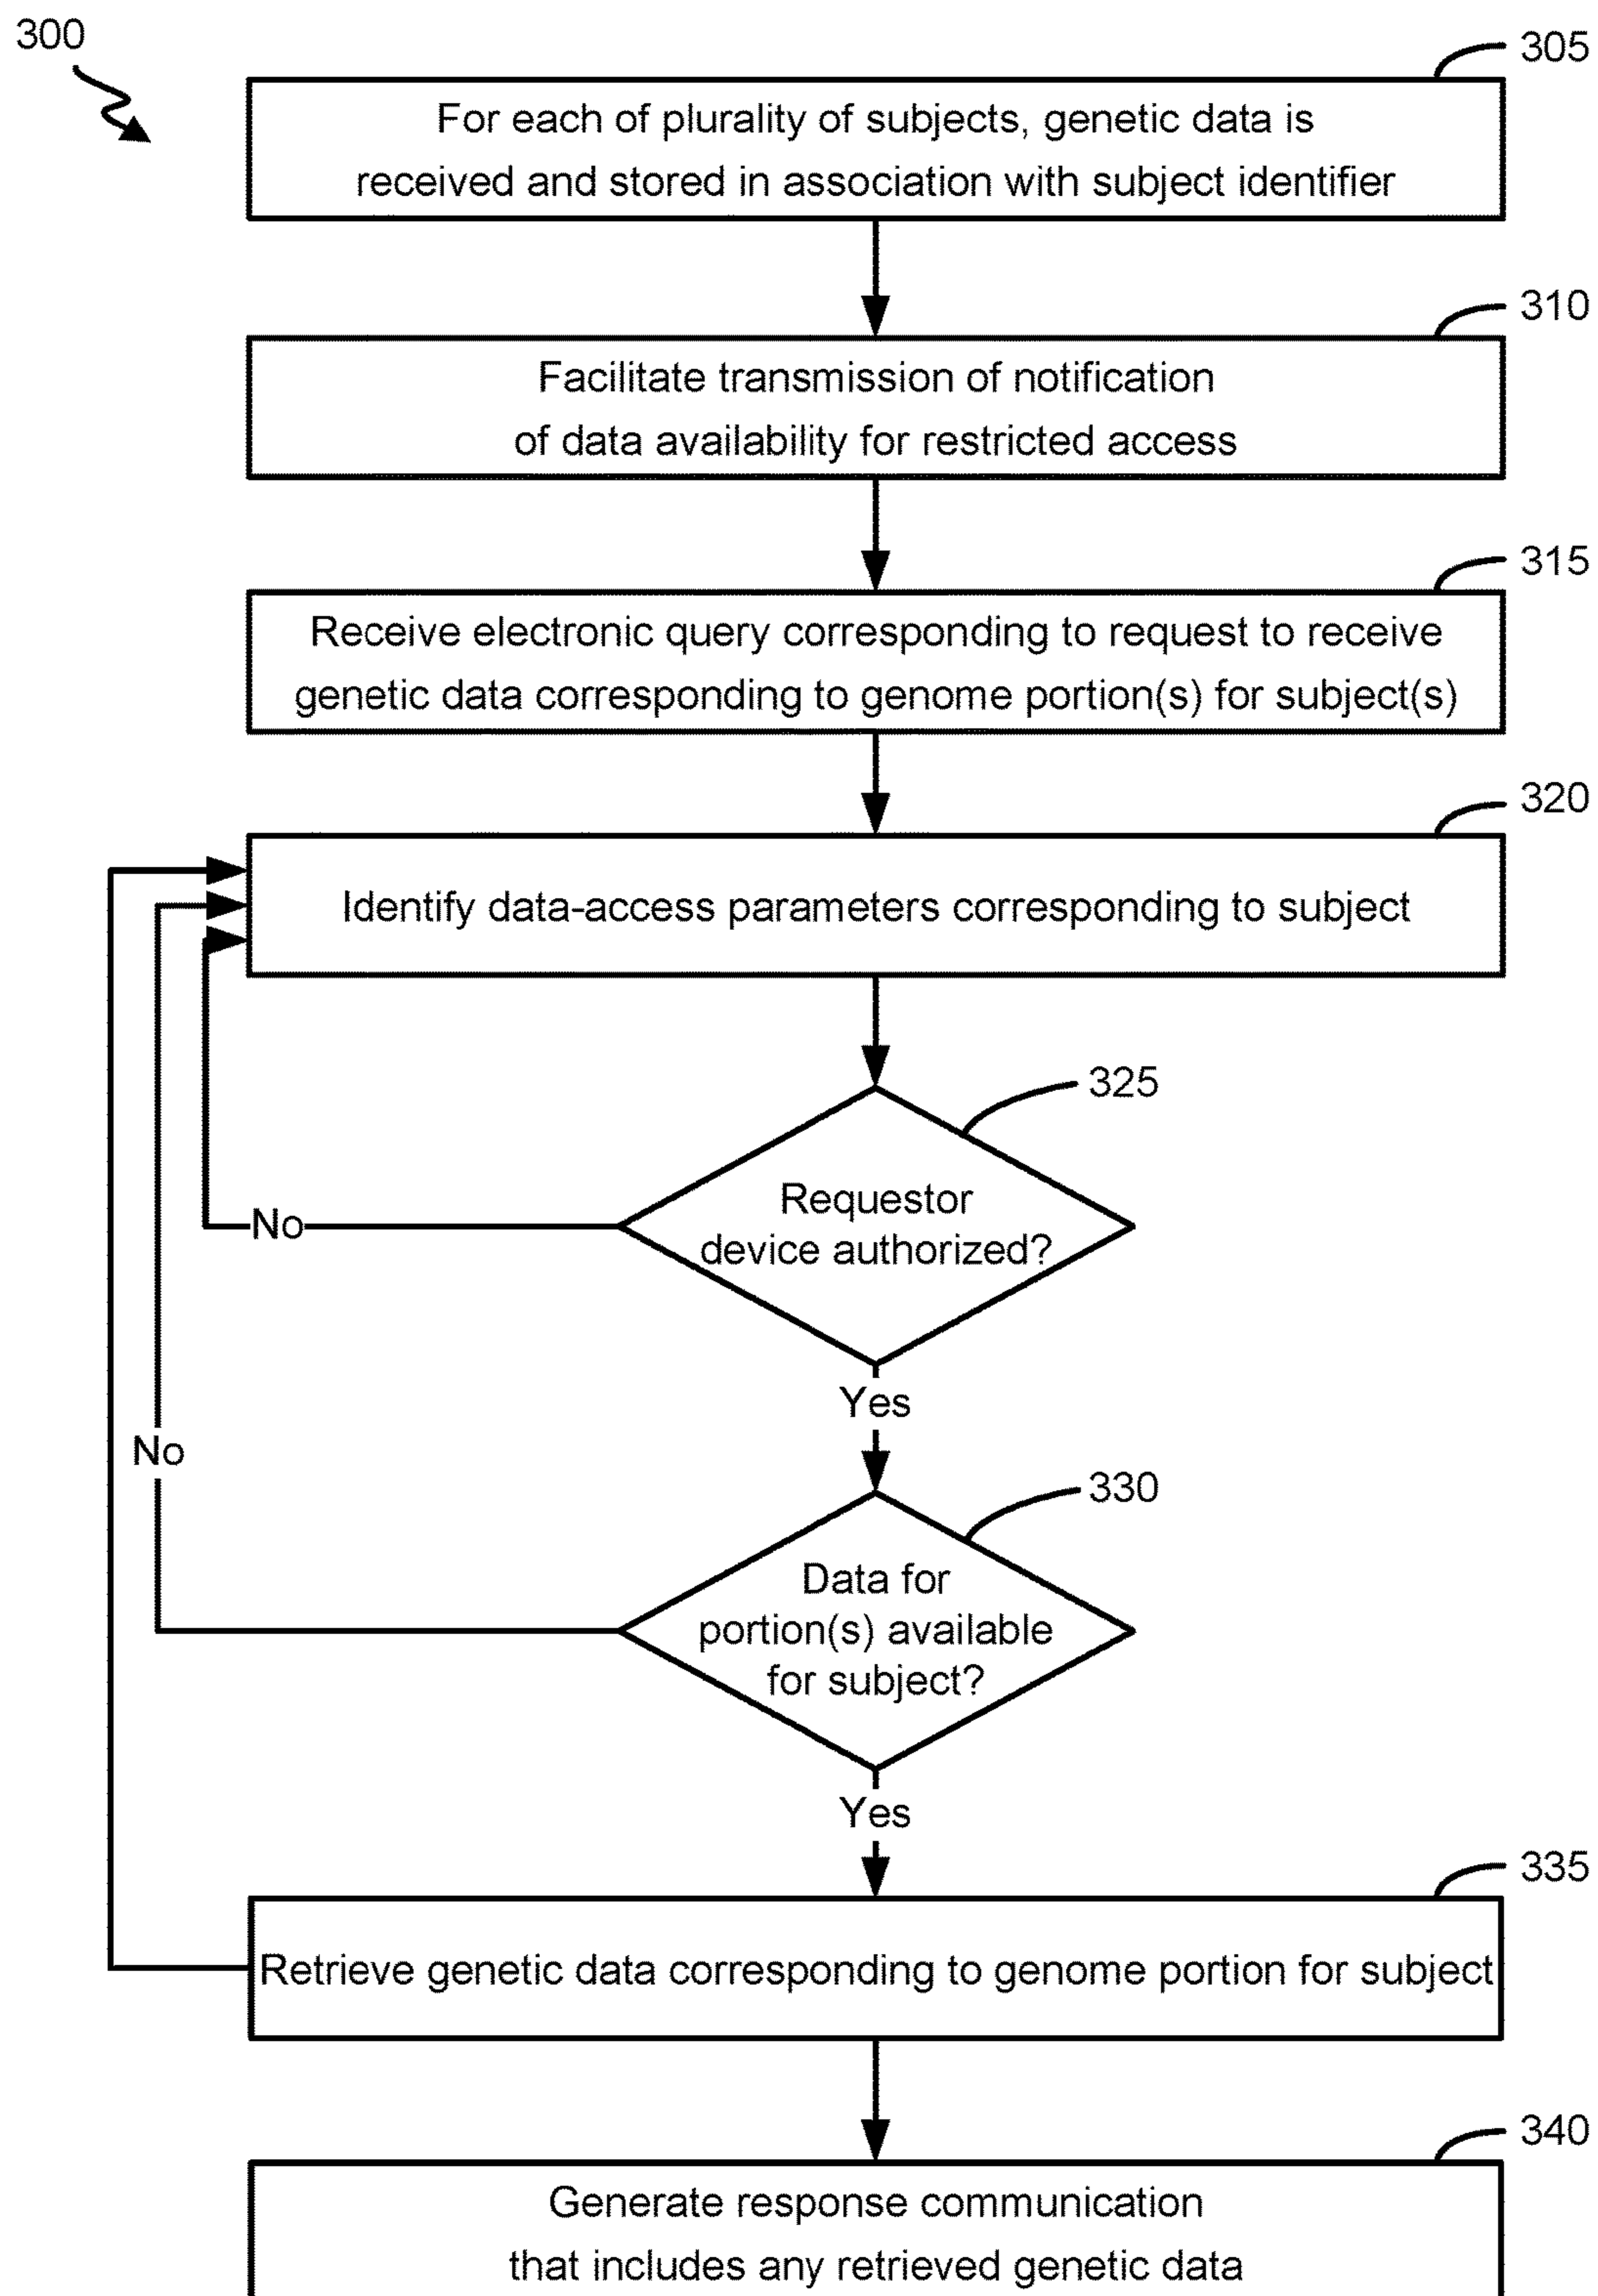 300
305
For each of plurality of subjects, genetic data is
received and stored in association with subject identifier
310
Facilitate transmission of notification
of data availability for restricted access
315
Receive electronic query corresponding to request to receive
genetic data corresponding to genome portion(s) for subject(s)
320
Identify data-access parameters corresponding to subject
325
Requestor
device authorized?
No
Yes
No
330
Data for
portion(s) available
for subject?
Yes
335
Retrieve genetic data corresponding to genome portion for subject
340
Generate response communication
that includes any retrieved genetic data